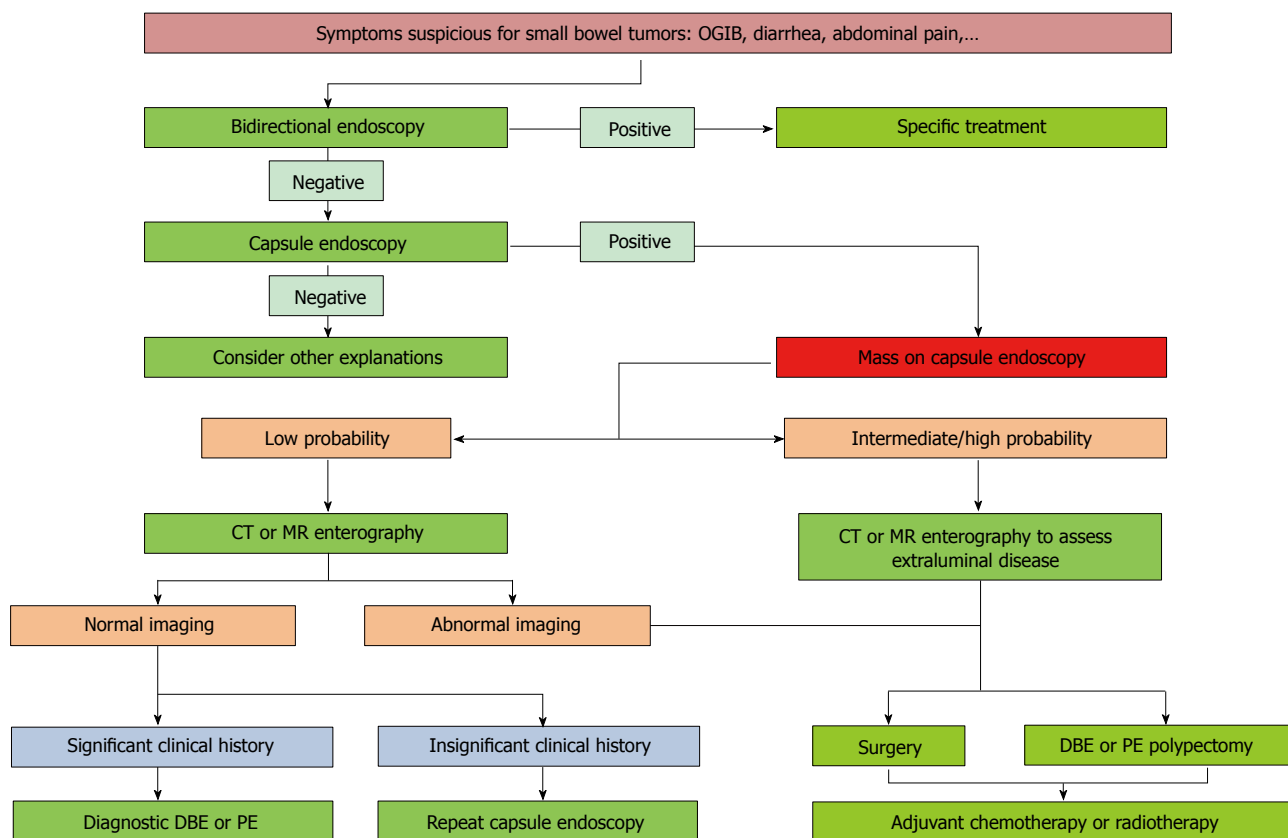 Symptoms suspicious for small bowel tumors: OGIB, diarrhea, abdominal pain,...
Bidirectional endoscopy
Positive
Specific treatment
Negative
Capsule endoscopy
Positive
Negative
Consider other explanations
Mass on capsule endoscopy
Low probability
Intermediate/high probability
CT or MR enterography
CT or MR enterography to assess
extraluminal disease
Normal imaging
Abnormal imaging
Significant clinical history
Insignificant clinical history
Surgery
DBE or PE polypectomy
Diagnostic DBE or PE
Repeat capsule endoscopy
Adjuvant chemotherapy or radiotherapy